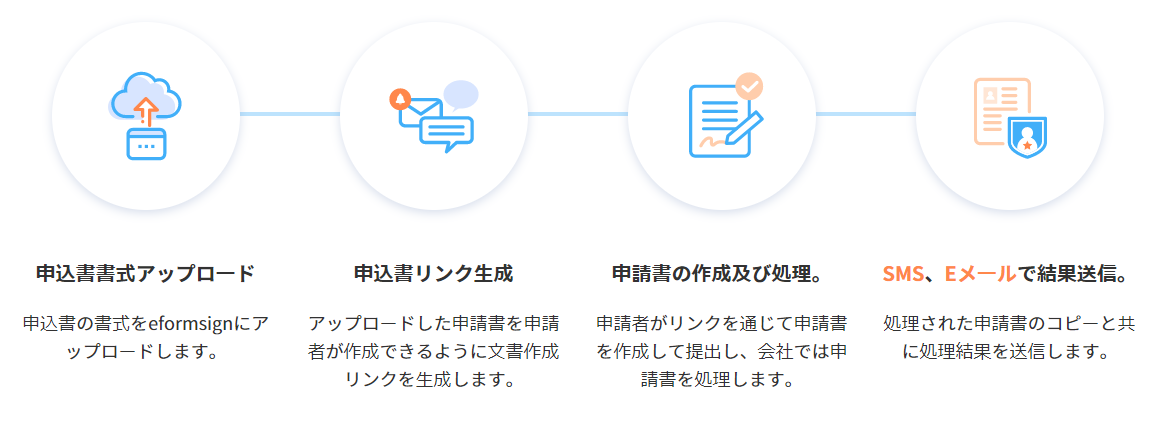 申込書書式アップロード
申込書の書式をeformsignにア
ップロードします。
申込書リンク生成
アップロードした申請書を申請
者が作成できるように文書作成
リンクを生成します。
申請書の作成及び処理。
申請者がリンクを通じて申請書
を作成して提出し、会社では申
請書を処理します。
SMS、Eメールで結果送信。
処理された申請書のコピーと共
に処理結果を送信します。